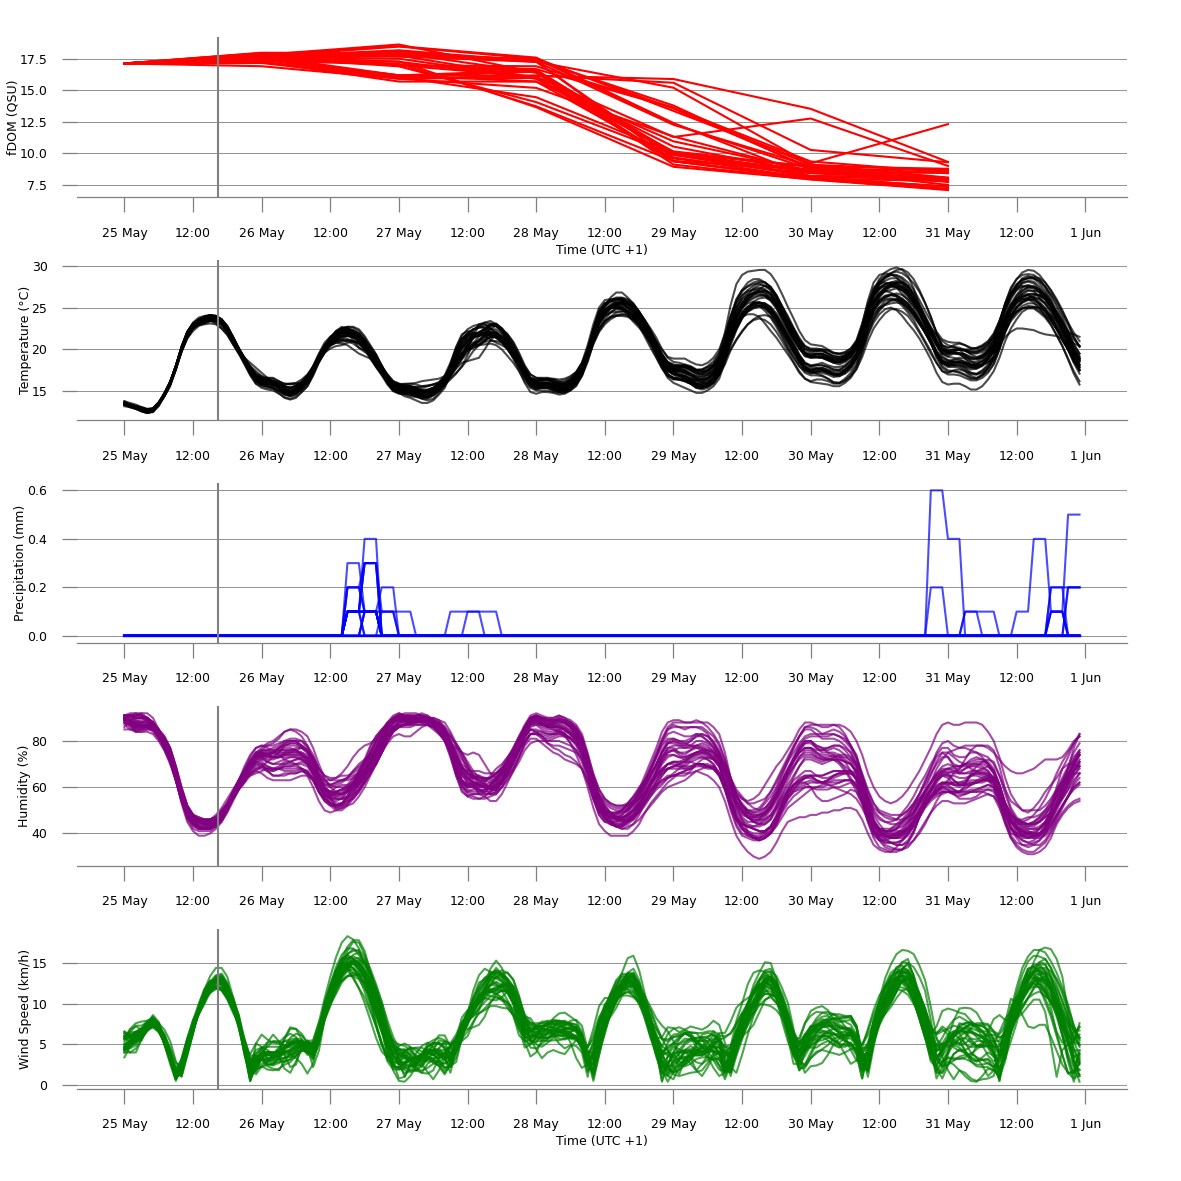 fDOM (QSU)
17.5
15.0
12.5
10.0
7.5
25 May 12:00 26 May 12:00 27 May 12:00 28 May 12:00 29 May 12:00 30 May 12:00 31 May 12:00 1 Jun
Time (UTC +1)
Temperature (°C)
30
25
20
15
25 May 12:00 26 May 12:00 27 May 12:00 28 May 12:00 29 May 12:00 30 May 12:00 31 May 12:00 1 Jun
Precipitation (mm)
0.6
0.4
0.2
0.0
25 May 12:00 26 May 12:00 27 May 12:00 28 May 12:00 29 May 12:00 30 May 12:00 31 May 12:00 1 Jun
Humidity (%)
80
60
40
25 May 12:00 26 May 12:00 27 May 12:00 28 May 12:00 29 May 12:00 30 May 12:00 31 May 12:00 1 Jun
Wind Speed (km/h)
15
10
5
0
25 May 12:00 26 May 12:00 27 May 12:00 28 May 12:00 29 May 12:00 30 May 12:00 31 May 12:00 1 Jun
Time (UTC +1)